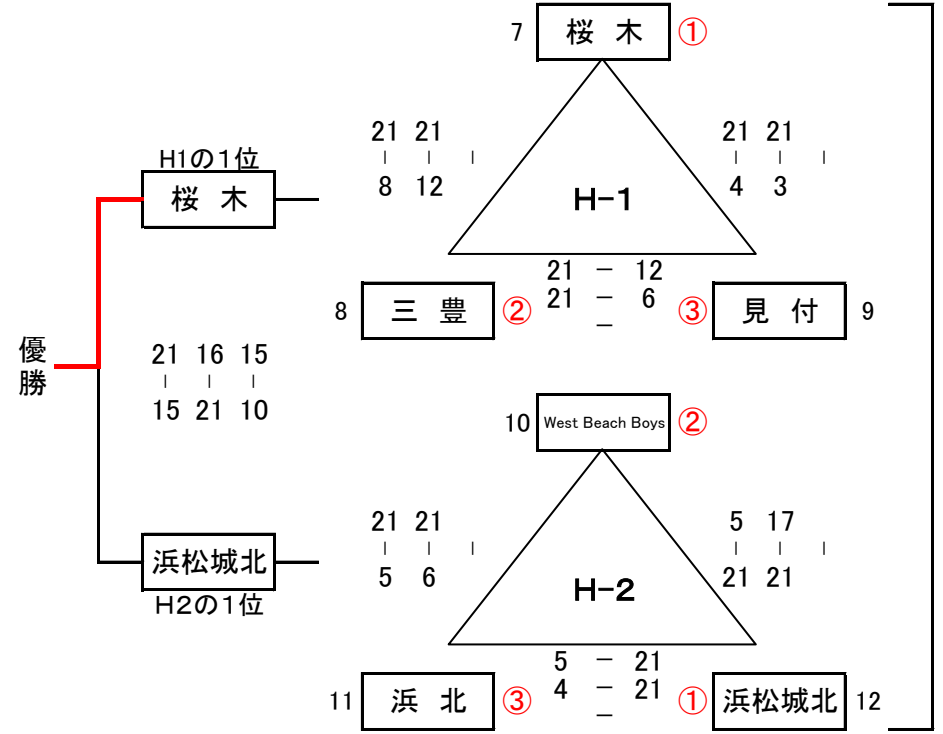 7 桜 木 ①
21 21
| | |
8 12
21 21
| | |
4 3
H1の1位
桜 木
H-1
21 - 12
21 - 6
-
8 三 豊 ②
③ 見 付 9
優勝
21 16 15
| | |
15 21 10
10 West Beach Boys ②
21 21
| | |
5 6
5 17
| | |
21 21
浜松城北
H2の1位
H-2
5 - 21
4 - 21
-
11 浜 北 ③
① 浜松城北 12